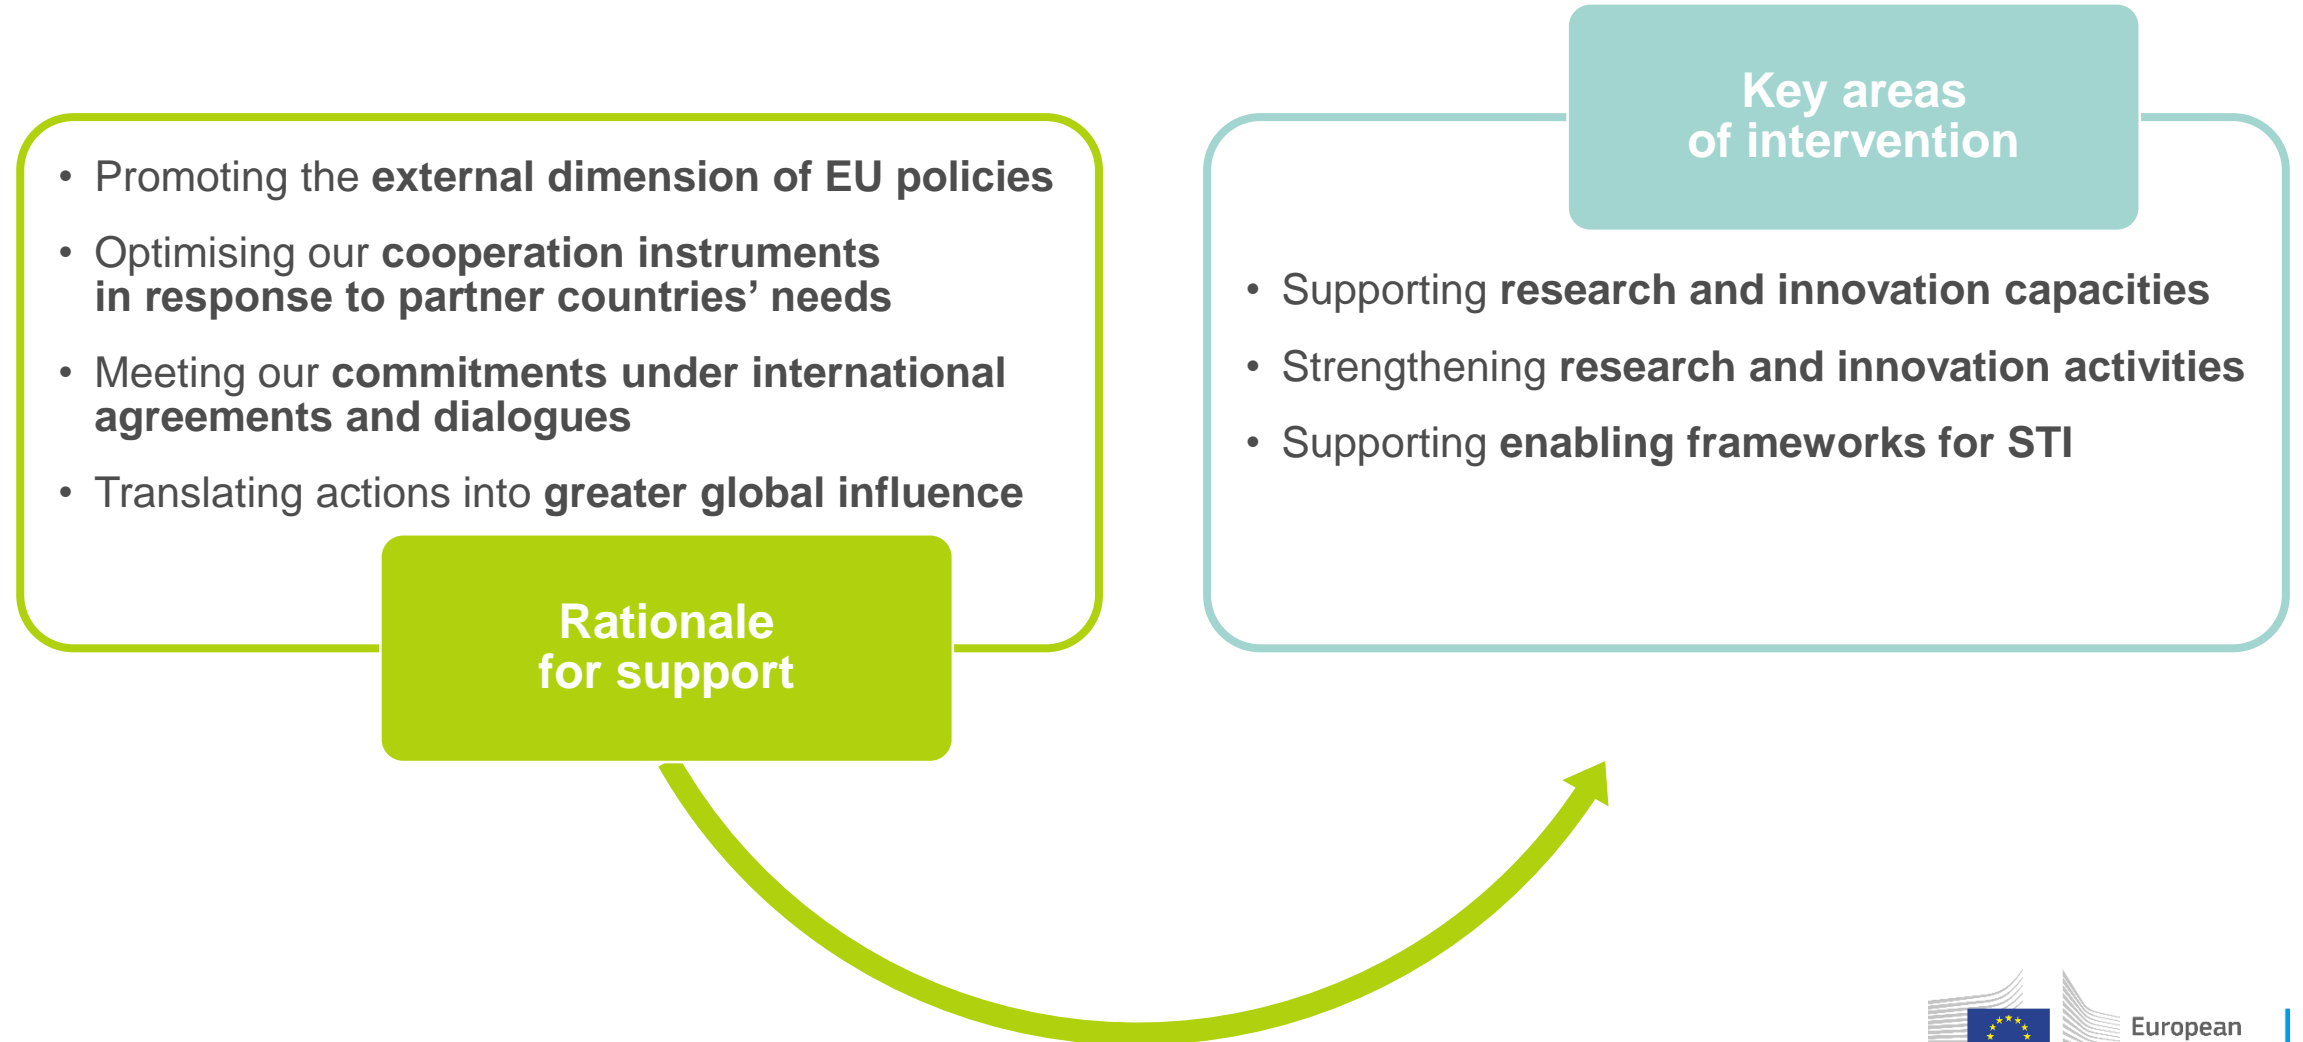 • Promoting the external dimension of EU policies
• Optimising our cooperation instruments
in response to partner countries’ needs
• Meeting our commitments under international
agreements and dialogues
• Translating actions into greater global influence
Rationale
for support
Key areas
of intervention
• Supporting research and innovation capacities
• Strengthening research and innovation activities
• Supporting enabling frameworks for STI
European